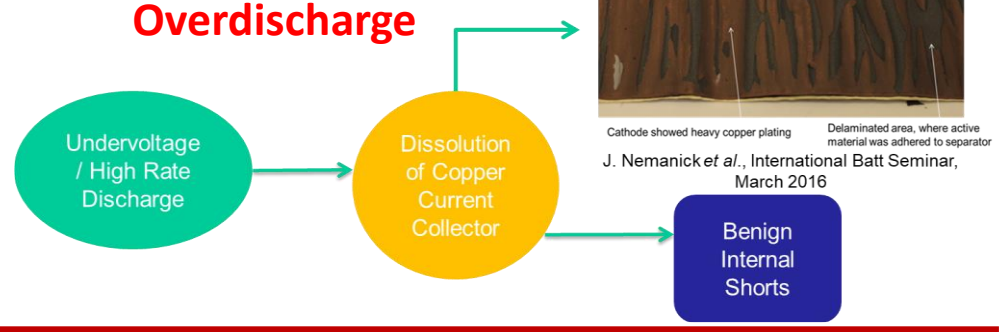 Overdischarge
Undervoltage
/ High Rate
Discharge
Dissolution
of Copper
Current
Collector
Cathode showed heavy copper plating
Delaminated area, where active
material was adhered to separator
J. Nemanick et al., International Batt Seminar,
March 2016
Benign
Internal
Shorts